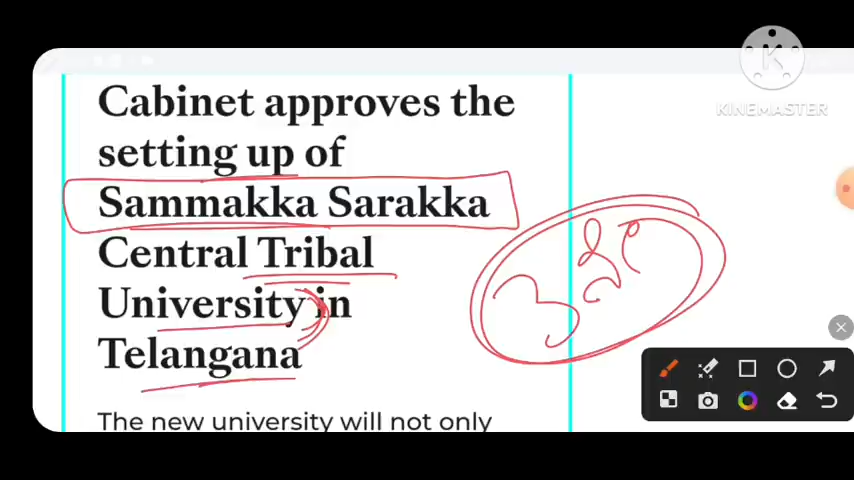 Cabinet approves the
setting up of
Sammakka Sarakka
Central Tribal
University in
Telangana
The new university will not only
KINEMASTER